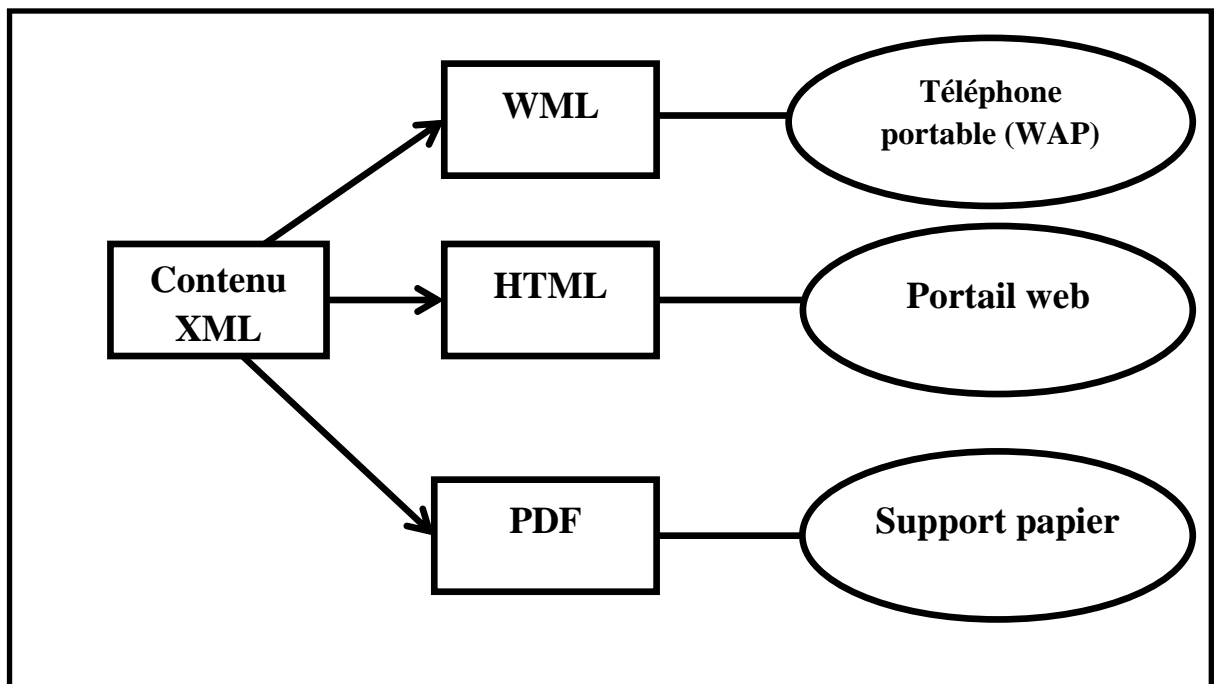 WML
Téléphone
portable (WAP)
Contenu
XML
HTML
Portail web
PDF
Support papier